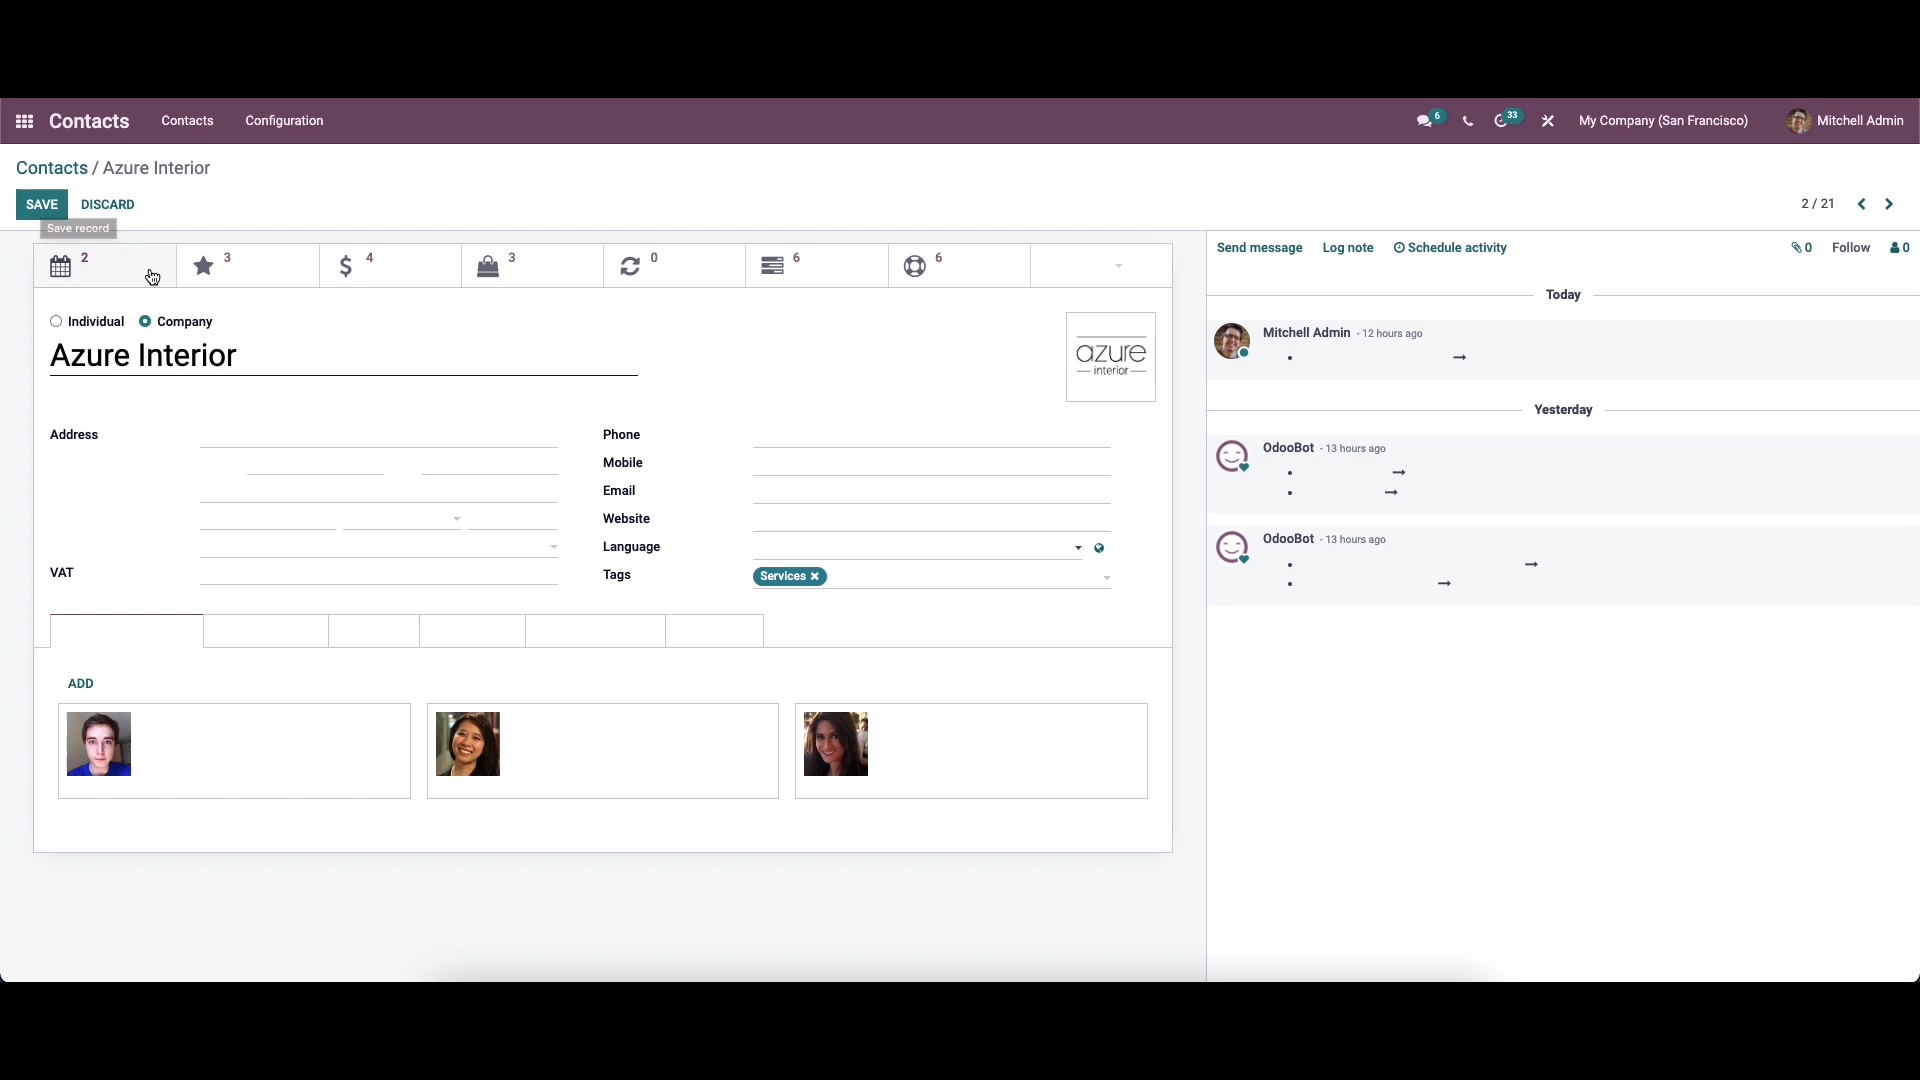 Contacts Contacts Configuration 6 33 My Company (San Francisco) Mitchell Admin
Contacts / Azure Interior
SAVE DISCARD 2 / 21
Save record
Send message Log note Schedule activity 0 Follow 0
2 3 4 3 0 6 6
Individual Company
Azure Interior
azure
interior
Address
VAT
Phone
Mobile
Email
Website
Language
Tags Services
ADD
Today
Mitchell Admin - 12 hours ago
Yesterday
OdooBot - 13 hours ago
OdooBot - 13 hours ago